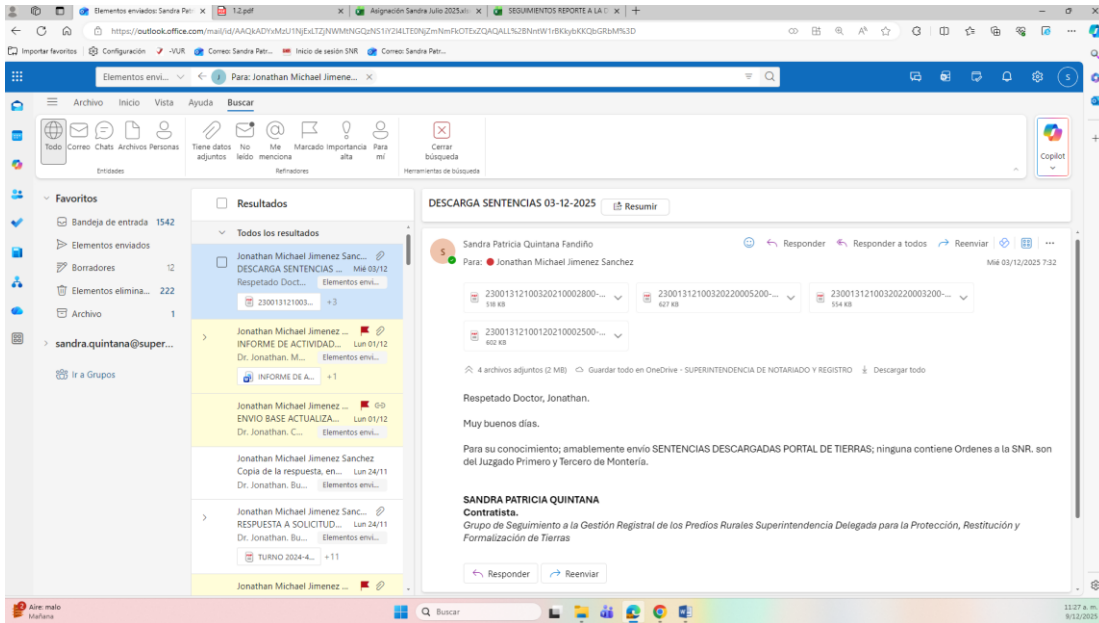 Elementos enviados: Sandra Patr
1.2.pdf
Asignación Sandra Julio 2025.xlsx
SEGUIMIENTOS REPORTE A LA D
https://outlook.office.com/mail/id/
Importar favoritos
Configuración
-VUR
Correo: Sandra Patr...
Inicio de sesión SNR
Correo: Sandra Patr...
Elementos envi...
Para: Jonathan Michael Jimene...
S
Archivo Inicio Vista Ayuda Buscar
Todo Correo Chats Archivos Personas
Tiene datos adjuntos
No leído
Me menciona
Marcado
Importancia alta
Para mí
Cerrar búsqueda
Entidades
Refinadores
Herramientas de búsqueda
Copilot
Favoritos
Bandeja de entrada 1542
Elementos enviados
Borradores 12
Elementos elimina... 222
Archivo 1
sandra.quintana@super...
Ir a Grupos
Resultados
Todos los resultados
Jonathan Michael Jimenez Sanc...
DESCARGA SENTENCIAS ... Mié 03/12
Respetado Doct... Elementos envi...
230013121003... +3
Jonathan Michael Jimenez ...
INFORME DE ACTIVIDAD... Lun 01/12
Dr. Jonathan. M... Elementos envi...
INFORME DE A... +1
Jonathan Michael Jimenez ...
ENVIO BASE ACTUALIZA... Lun 01/12
Dr. Jonathan. C... Elementos envi...
Jonathan Michael Jimenez Sanchez
Copia de la respuesta, en... Lun 24/11
Dr. Jonathan. Bu... Elementos envi...
Jonathan Michael Jimenez Sanc...
RESPUESTA A SOLICITUD... Lun 24/11
Dr. Jonathan. Bu... Elementos envi...
TURNO 2024-4... +11
Jonathan Michael Jimenez ...
DESCARGA SENTENCIAS 03-12-2025
Resumir
S
Sandra Patricia Quintana Fandiño
Responder Responder a todos Reenviar
Para: Jonathan Michael Jimenez Sanchez
Mié 03/12/2025 7:32
23001312100320210002800-...
518 KB
23001312100320220005200-...
627 KB
23001312100320220003200-...
554 KB
23001312100120210002500-...
602 KB
4 archivos adjuntos (2 MB) Guardar todo en OneDrive - SUPERINTENDENCIA DE NOTARIADO Y REGISTRO Descargar todo
Respetado Doctor, Jonathan.
Muy buenos días.
Para su conocimiento; amablemente envío SENTENCIAS DESCARGADAS PORTAL DE TIERRAS; ninguna contiene Ordenes a la SNR. son
del Juzgado Primero y Tercero de Montería.
SANDRA PATRICIA QUINTANA
Contratista.
Grupo de Seguimiento a la Gestión Registral de los Predios Rurales Superintendencia Delegada para la Protección, Restitución y
Formalización de Tierras
Responder
Reenviar
2
Aire: malo
Mañana
Buscar
11:27 a. m.
9/12/2025